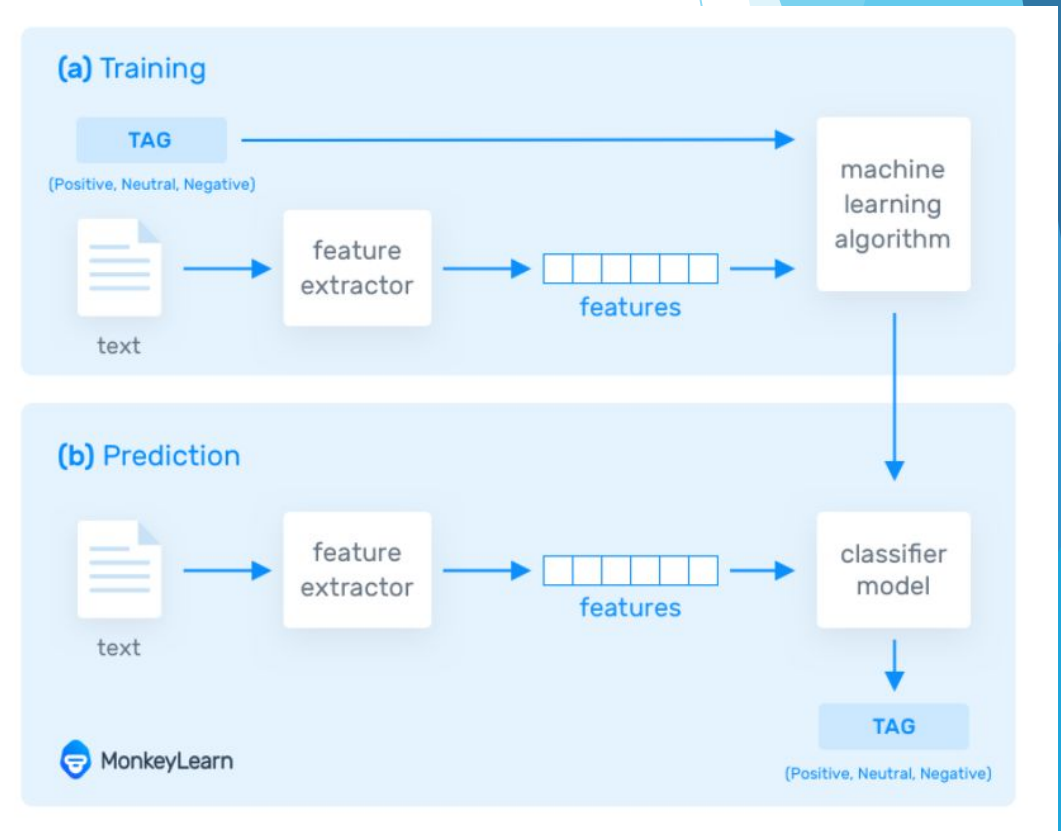 (a) Training
TAG
(Positive, Neutral, Negative)
text
feature
extractor
features
machine
learning
algorithm
(b) Prediction
text
feature
extractor
features
classifier
model
TAG
(Positive, Neutral, Negative)
MonkeyLearn